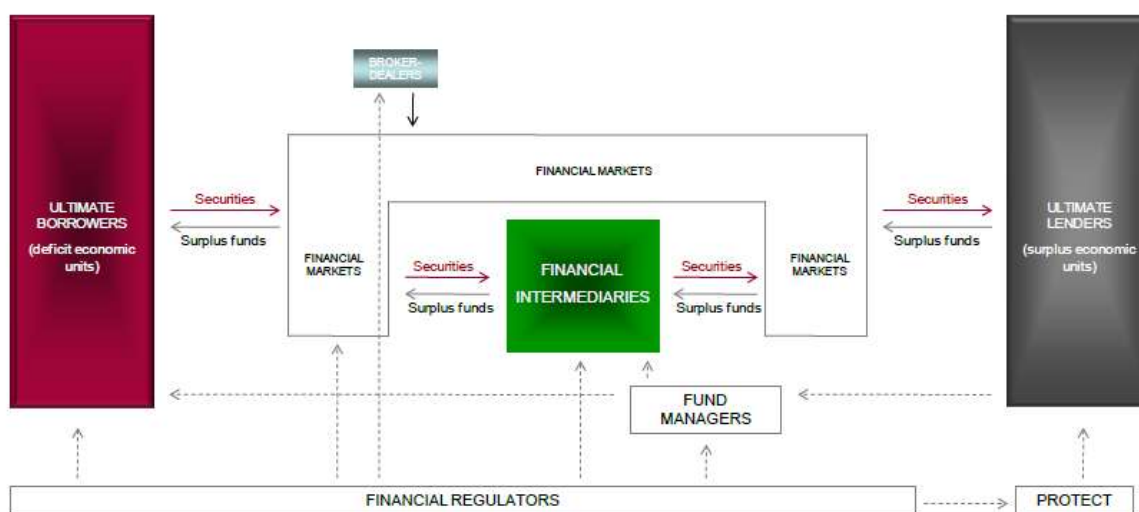 BROKER-
DEALERS
FINANCIAL MARKETS
ULTIMATE
BORROWERS
(deficit economic
units)
Securities
Surplus funds
FINANCIAL
MARKETS
Securities
Surplus funds
FINANCIAL
INTERMEDIARIES
Securities
Surplus funds
FINANCIAL
MARKETS
Securities
Surplus funds
ULTIMATE
LENDERS
(surplus economic
units)
FUND
MANAGERS
FINANCIAL REGULATORS
PROTECT